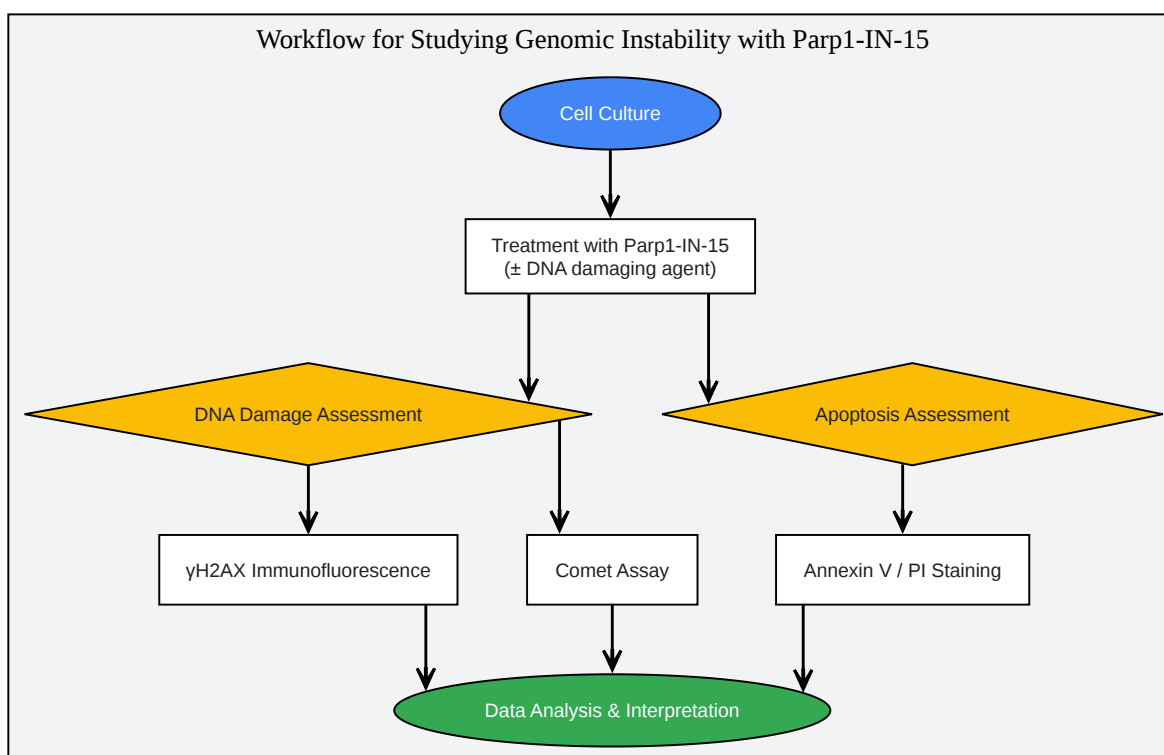 Workflow for Studying Genomic Instability with Parp1-IN-15
Cell Culture
Treatment with Parp1-IN-15
(± DNA damaging agent)
DNA Damage Assessment
Apoptosis Assessment
γH2AX Immunofluorescence
Comet Assay
Annexin V / PI Staining
Data Analysis & Interpretation